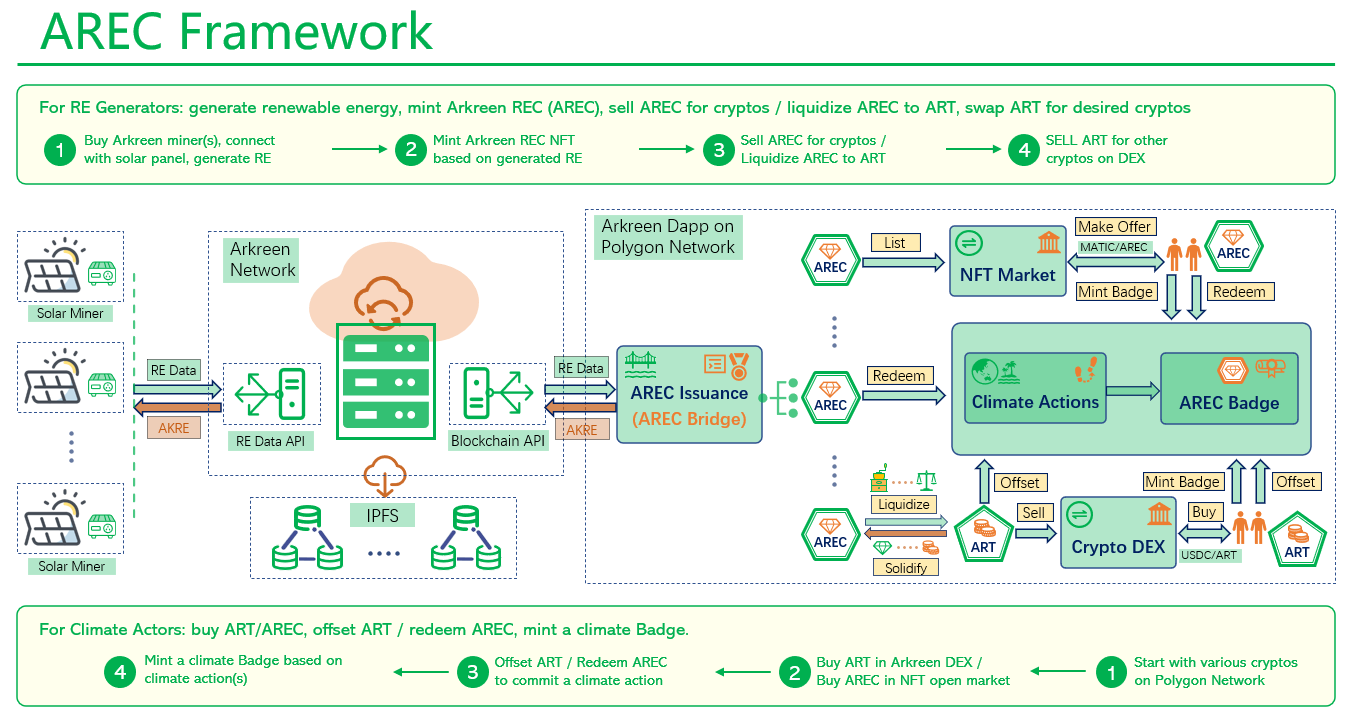 AREC Framework
For RE Generators: generate renewable energy, mint Arkreen REC (AREC), sell AREC for cryptos / liquidize AREC to ART, swap ART for desired cryptos
1
Buy Arkreen miner(s), connect
with solar panel, generate RE
2
Mint Arkreen REC NFT
based on generated RE
3
Sell AREC for cryptos /
Liquidize AREC to ART
4
SELL ART for other
cryptos on DEX
Solar Miner
Solar Miner
RE Data
AKRE
Arkreen
Network
RE Data API
Blockchain API
IPFS
RE Data
AKRE
Arkreen Dapp on
Polygon Network
AREC Issuance
(AREC Bridge)
AREC
List
NFT Market
Make Offer
MATIC/AREC
AREC
Mint Badge
Redeem
AREC
Redeem
Climate Actions
AREC Badge
AREC
Liquidize
Solidify
ART
Offset
Sell
Crypto DEX
Mint Badge
Offset
Buy
USDC/ART
ART
For Climate Actors: buy ART/AREC, offset ART / redeem AREC, mint a climate Badge.
4
Mint a climate Badge based on
climate action(s)
3
Offset ART / Redeem AREC
to commit a climate action
2
Buy ART in Arkreen DEX /
Buy AREC in NFT open market
1
Start with various cryptos
on Polygon Network